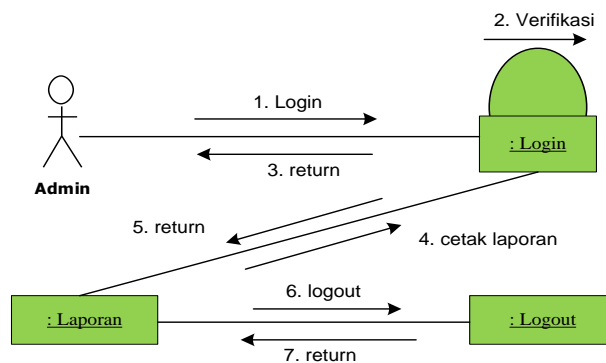 2. Verifikasi
1. Login
: Login
3. return
Admin
5. return
4. cetak laporan
6. logout
: Laporan
: Logout
7. return